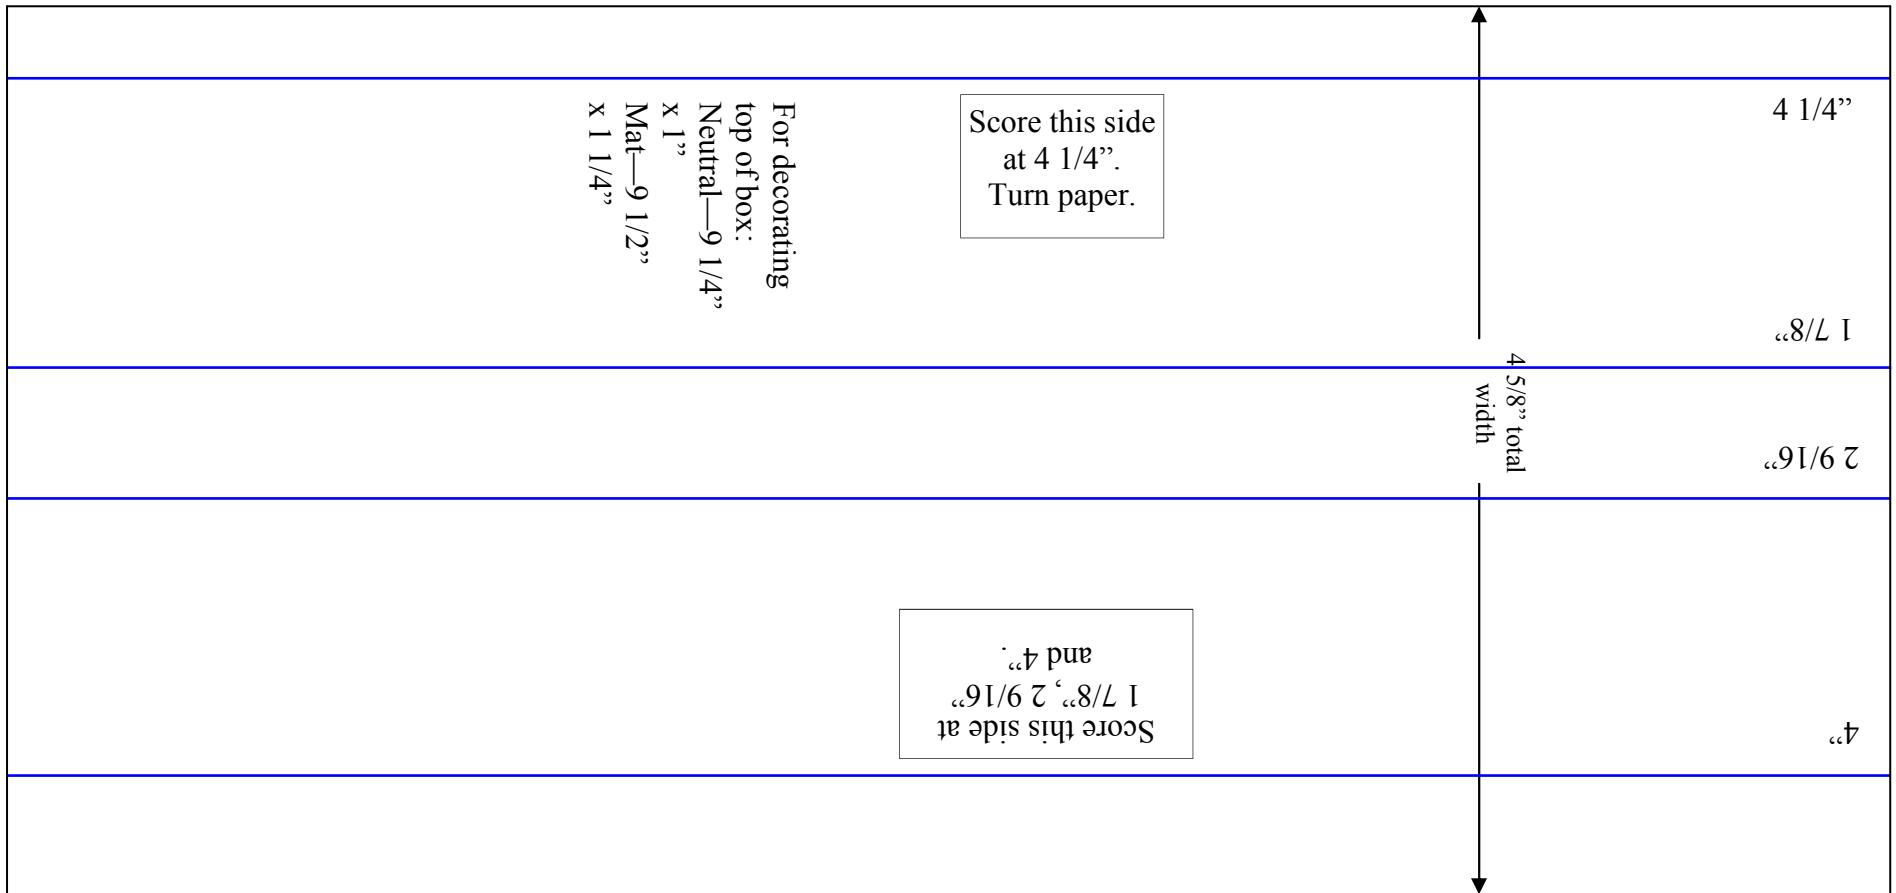 For decorating
top of box:
Neutral—9 1/4”
x 1”
Mat—9 1/2”
x 1 1/4”
Score this side
at 4 1/4”.
Turn paper.
4 1/4”
1 7/8”
4 5/8” total
width
2 9/16”
Score this side at
1 7/8”, 2 9/16”
and 4”.
4”